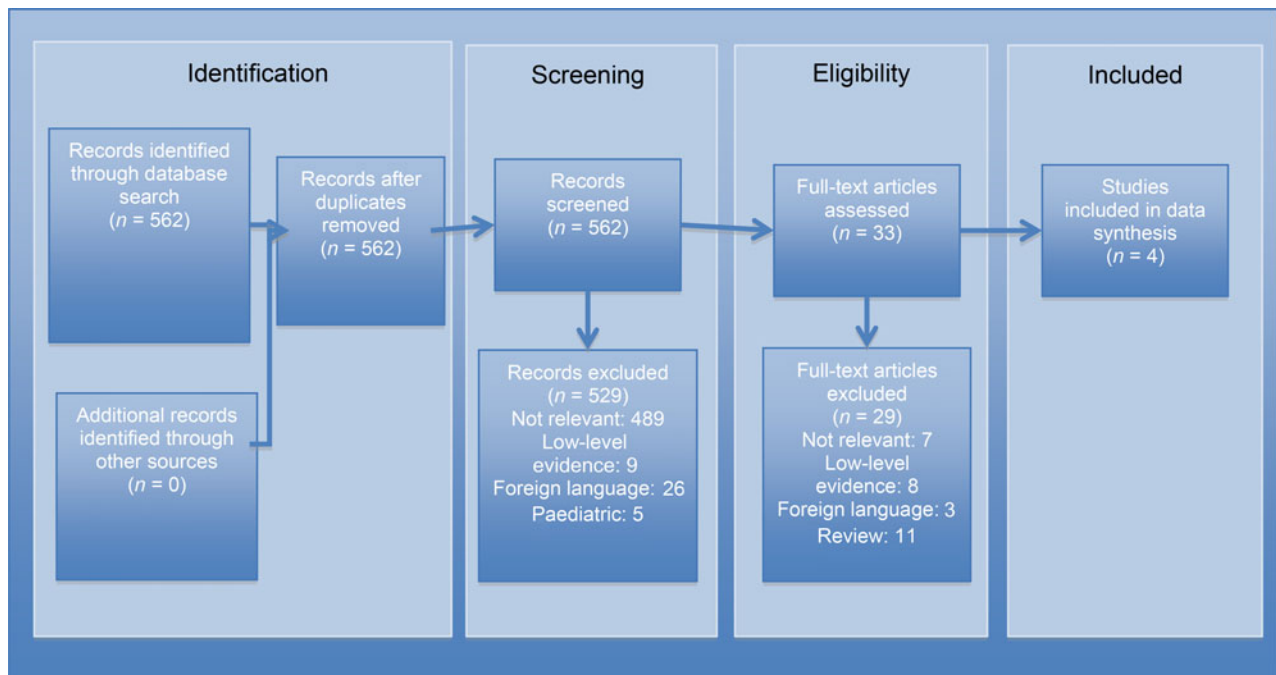 Identification
Records identified
through database
search
(n = 562)
Additional records
identified through
other sources
(n = 0)
Records after
duplicates
removed
(n = 562)
Screening
Records
screened
(n = 562)
Records excluded
(n = 529)
Not relevant: 489
Low-level
evidence: 9
Foreign language: 26
Paediatric: 5
Eligibility
Full-text articles
assessed
(n = 33)
Full-text articles
excluded
(n = 29)
Not relevant: 7
Low-level
evidence: 8
Foreign language: 3
Review: 11
Included
Studies
included in data
synthesis
(n = 4)